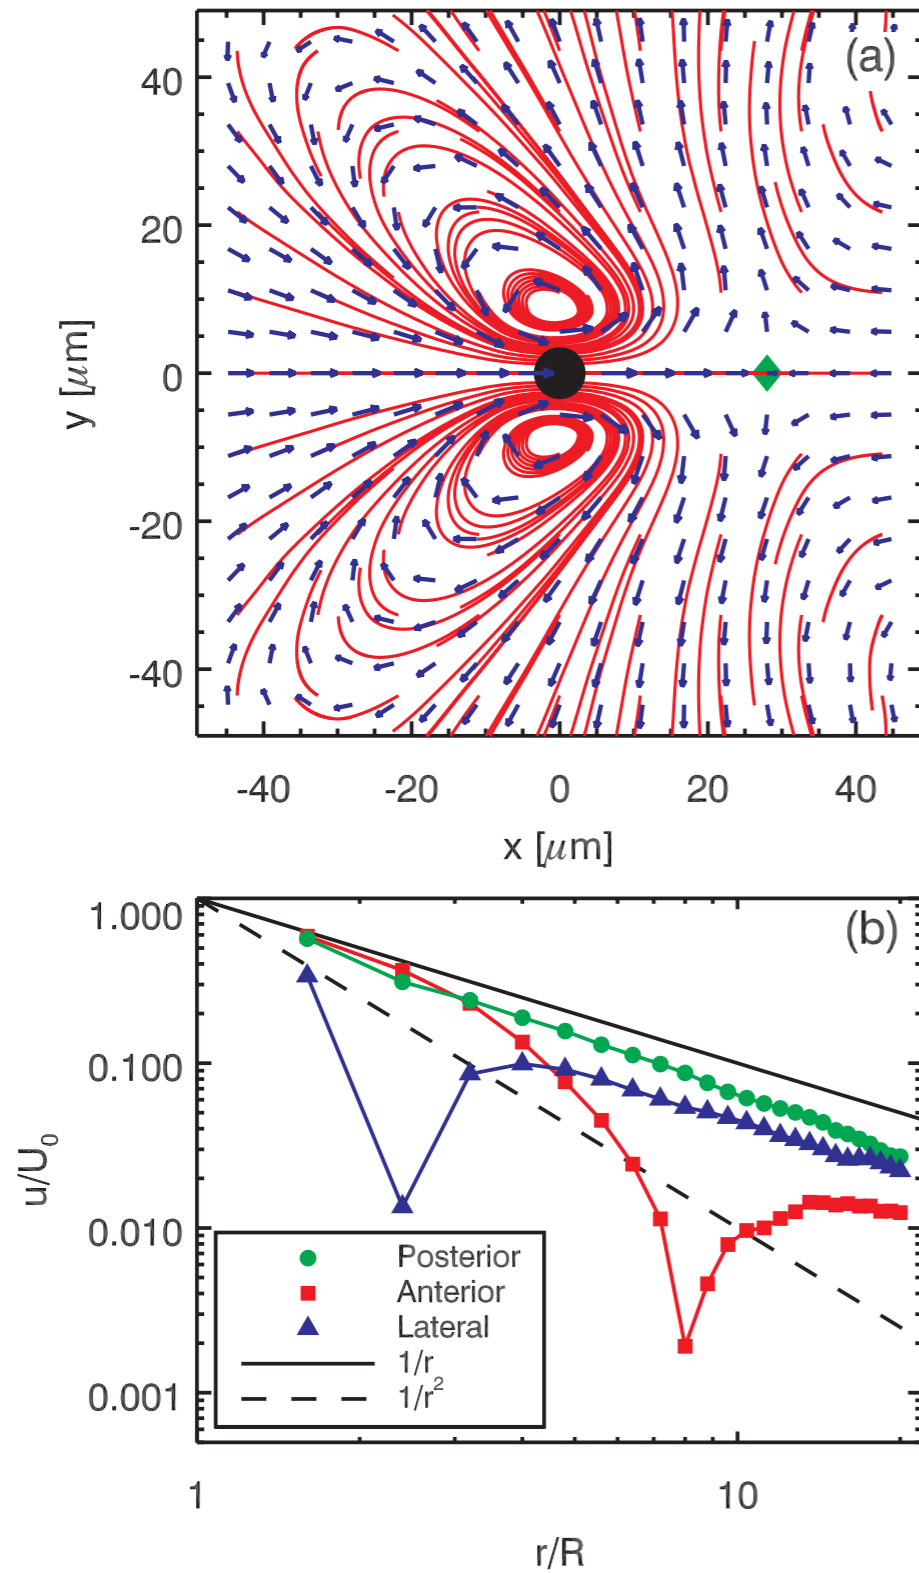 (a)
40
20
0
-20
-40
y [μm]
-40 -20 0 20 40
x [μm]
(b)
1.000
0.100
0.010
0.001
u/U0
Posterior
Anterior
Lateral
1/r
1/r²
1 10
r/R